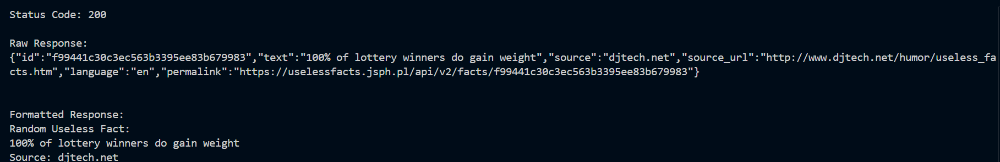 Status Code: 200
Raw Response:
{"id":"f99441c30c3ec563b3395ee83b679983","text":"100% of lottery winners do gain weight","source":"djtech.net","source_url":"http://www.djtech.net/humor/useless_fa
cts.htm","language":"en","permalink":"https://uselessfacts.jsph.pl/api/v2/facts/f99441c30c3ec563b3395ee83b679983"}
Formatted Response:
Random Useless Fact:
100% of lottery winners do gain weight
Source: djtech.net